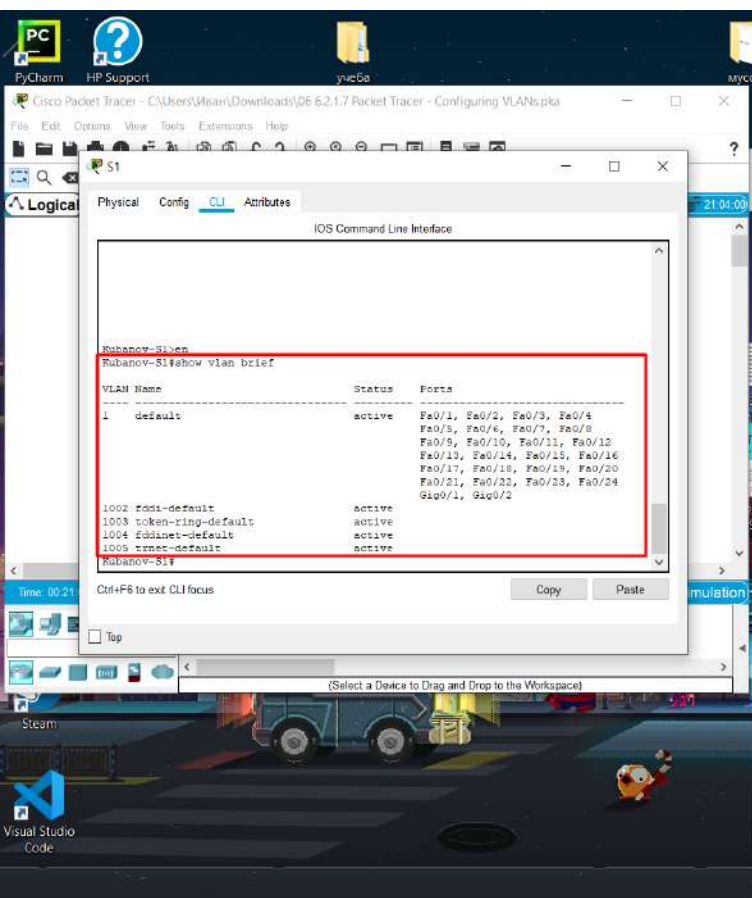 PC
?
PyCharm
HP Support
учеба
Cisco Packet Tracer - C:\Users\Иван\Downloads\06 6.2.1.7 Packet Tracer - Configuring VLANs.pka
File Edit Options View Tools Extensions Help
?
S1
Logical
Physical Config CLI Attributes
21:04:00
IOS Command Line Interface
Kubanov-S1>en
Kubanov-S1#show vlan brief
VLAN Name Status Ports
---- -------------------------------- --------- -------------------------------
1 default active Fa0/1, Fa0/2, Fa0/3, Fa0/4
Fa0/5, Fa0/6, Fa0/7, Fa0/8
Fa0/9, Fa0/10, Fa0/11, Fa0/12
Fa0/13, Fa0/14, Fa0/15, Fa0/16
Fa0/17, Fa0/18, Fa0/19, Fa0/20
Fa0/21, Fa0/22, Fa0/23, Fa0/24
Gig0/1, Gig0/2
1002 fddi-default active
1003 token-ring-default active
1004 fddinet-default active
1005 trnet-default active
Kubanov-S1#
Ctrl+F6 to exit CLI focus
Copy
Paste
Time: 00:21
Top
(Select a Device to Drag and Drop to the Workspace)
Steam
Visual Studio
Code